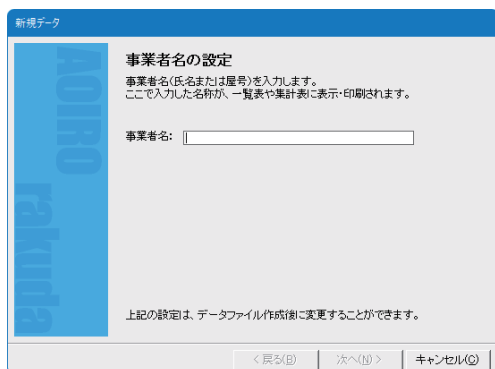 新規データ
AOIRO
rakuda
事業者名の設定
事業者名(氏名または屋号)を入力します。
ここで入力した名称が、一覧表や集計表に表示・印刷されます。
事業者名:
上記の設定は、データファイル作成後に変更することができます。
< 戻る(B)
次へ(N) >
キャンセル(C)